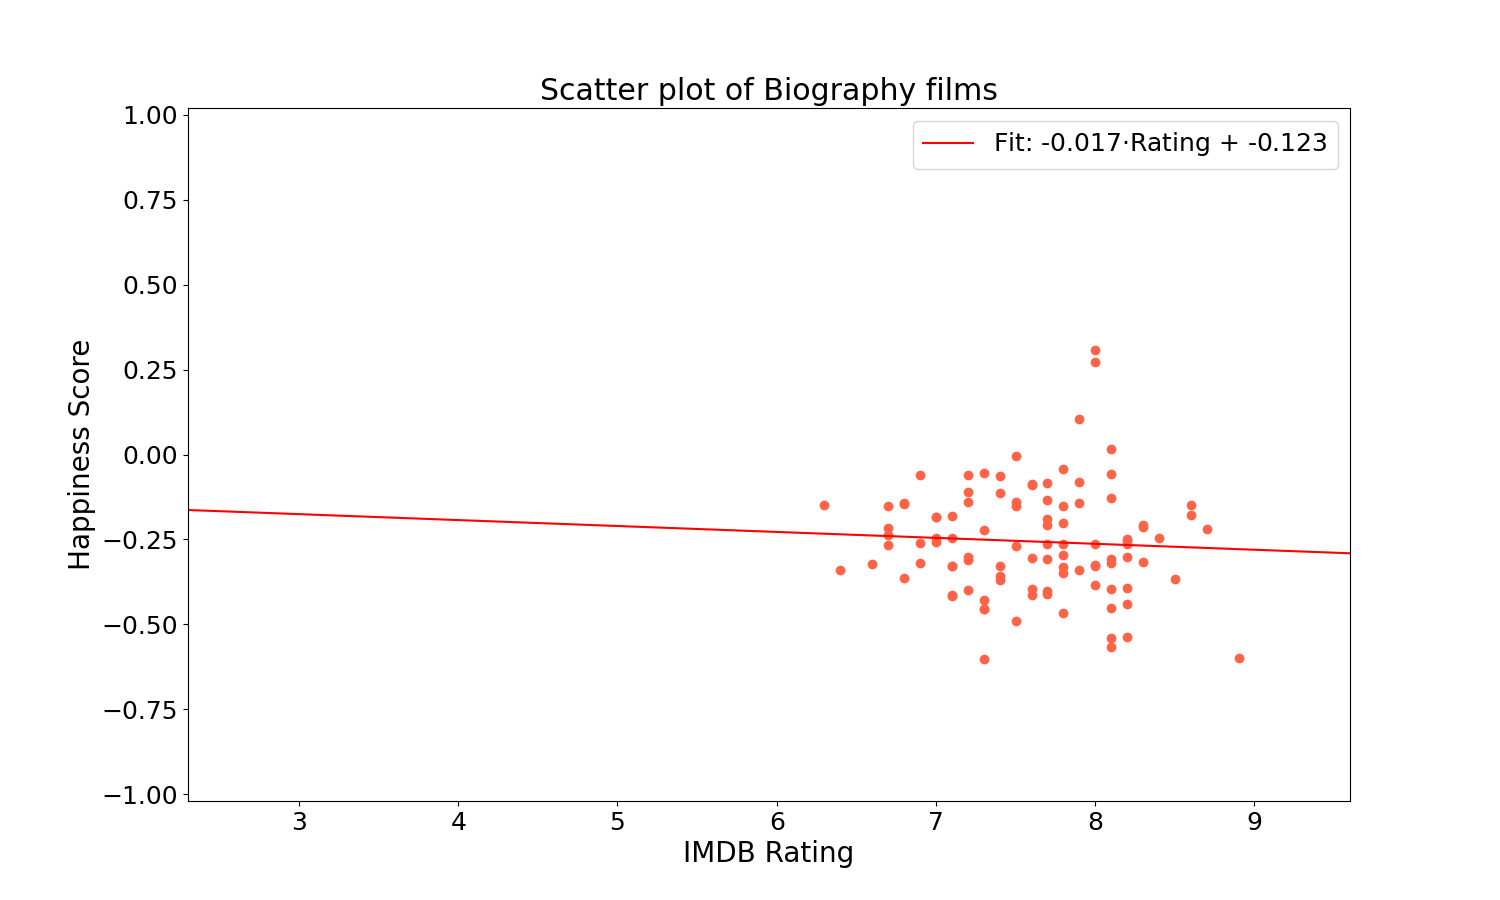 Scatter plot of Biography films
Fit: -0.017·Rating + -0.123
Happiness Score
1.00
0.75
0.50
0.25
0.00
−0.25
−0.50
−0.75
−1.00
3 4 5 6 7 8 9
IMDB Rating